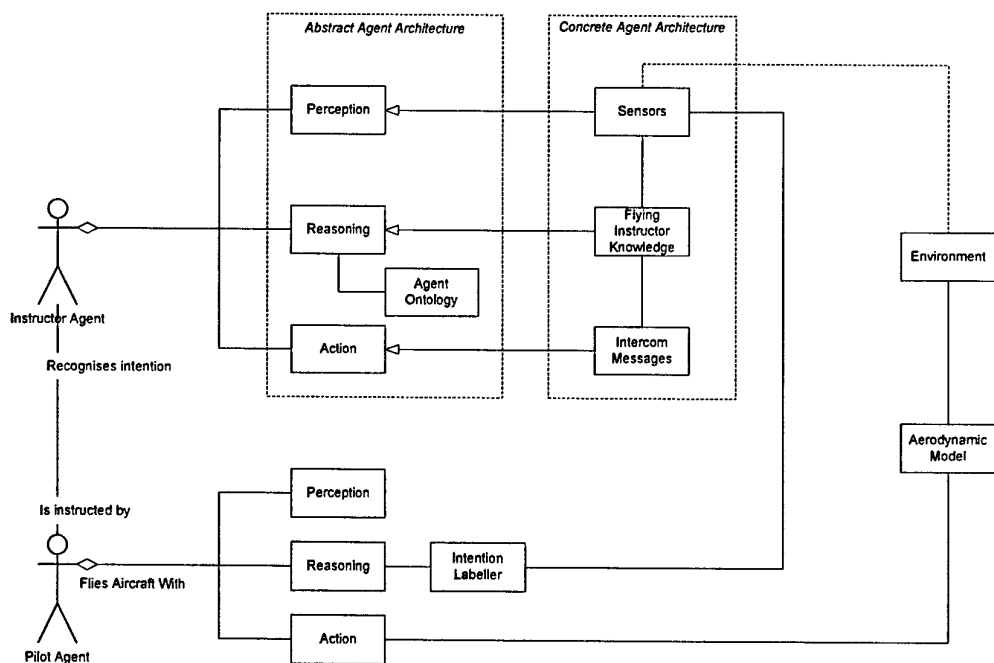 Abstract Agent Architecture
Concrete Agent Architecture
Perception
Sensors
Reasoning
Flying
Instructor
Knowledge
Environment
Agent
Ontology
Instructor Agent
Action
Intercom
Messages
Recognises intention
Aerodynamic
Model
Perception
Is instructed by
Reasoning
Intention
Labeller
Flies Aircraft With
Action
Pilot Agent